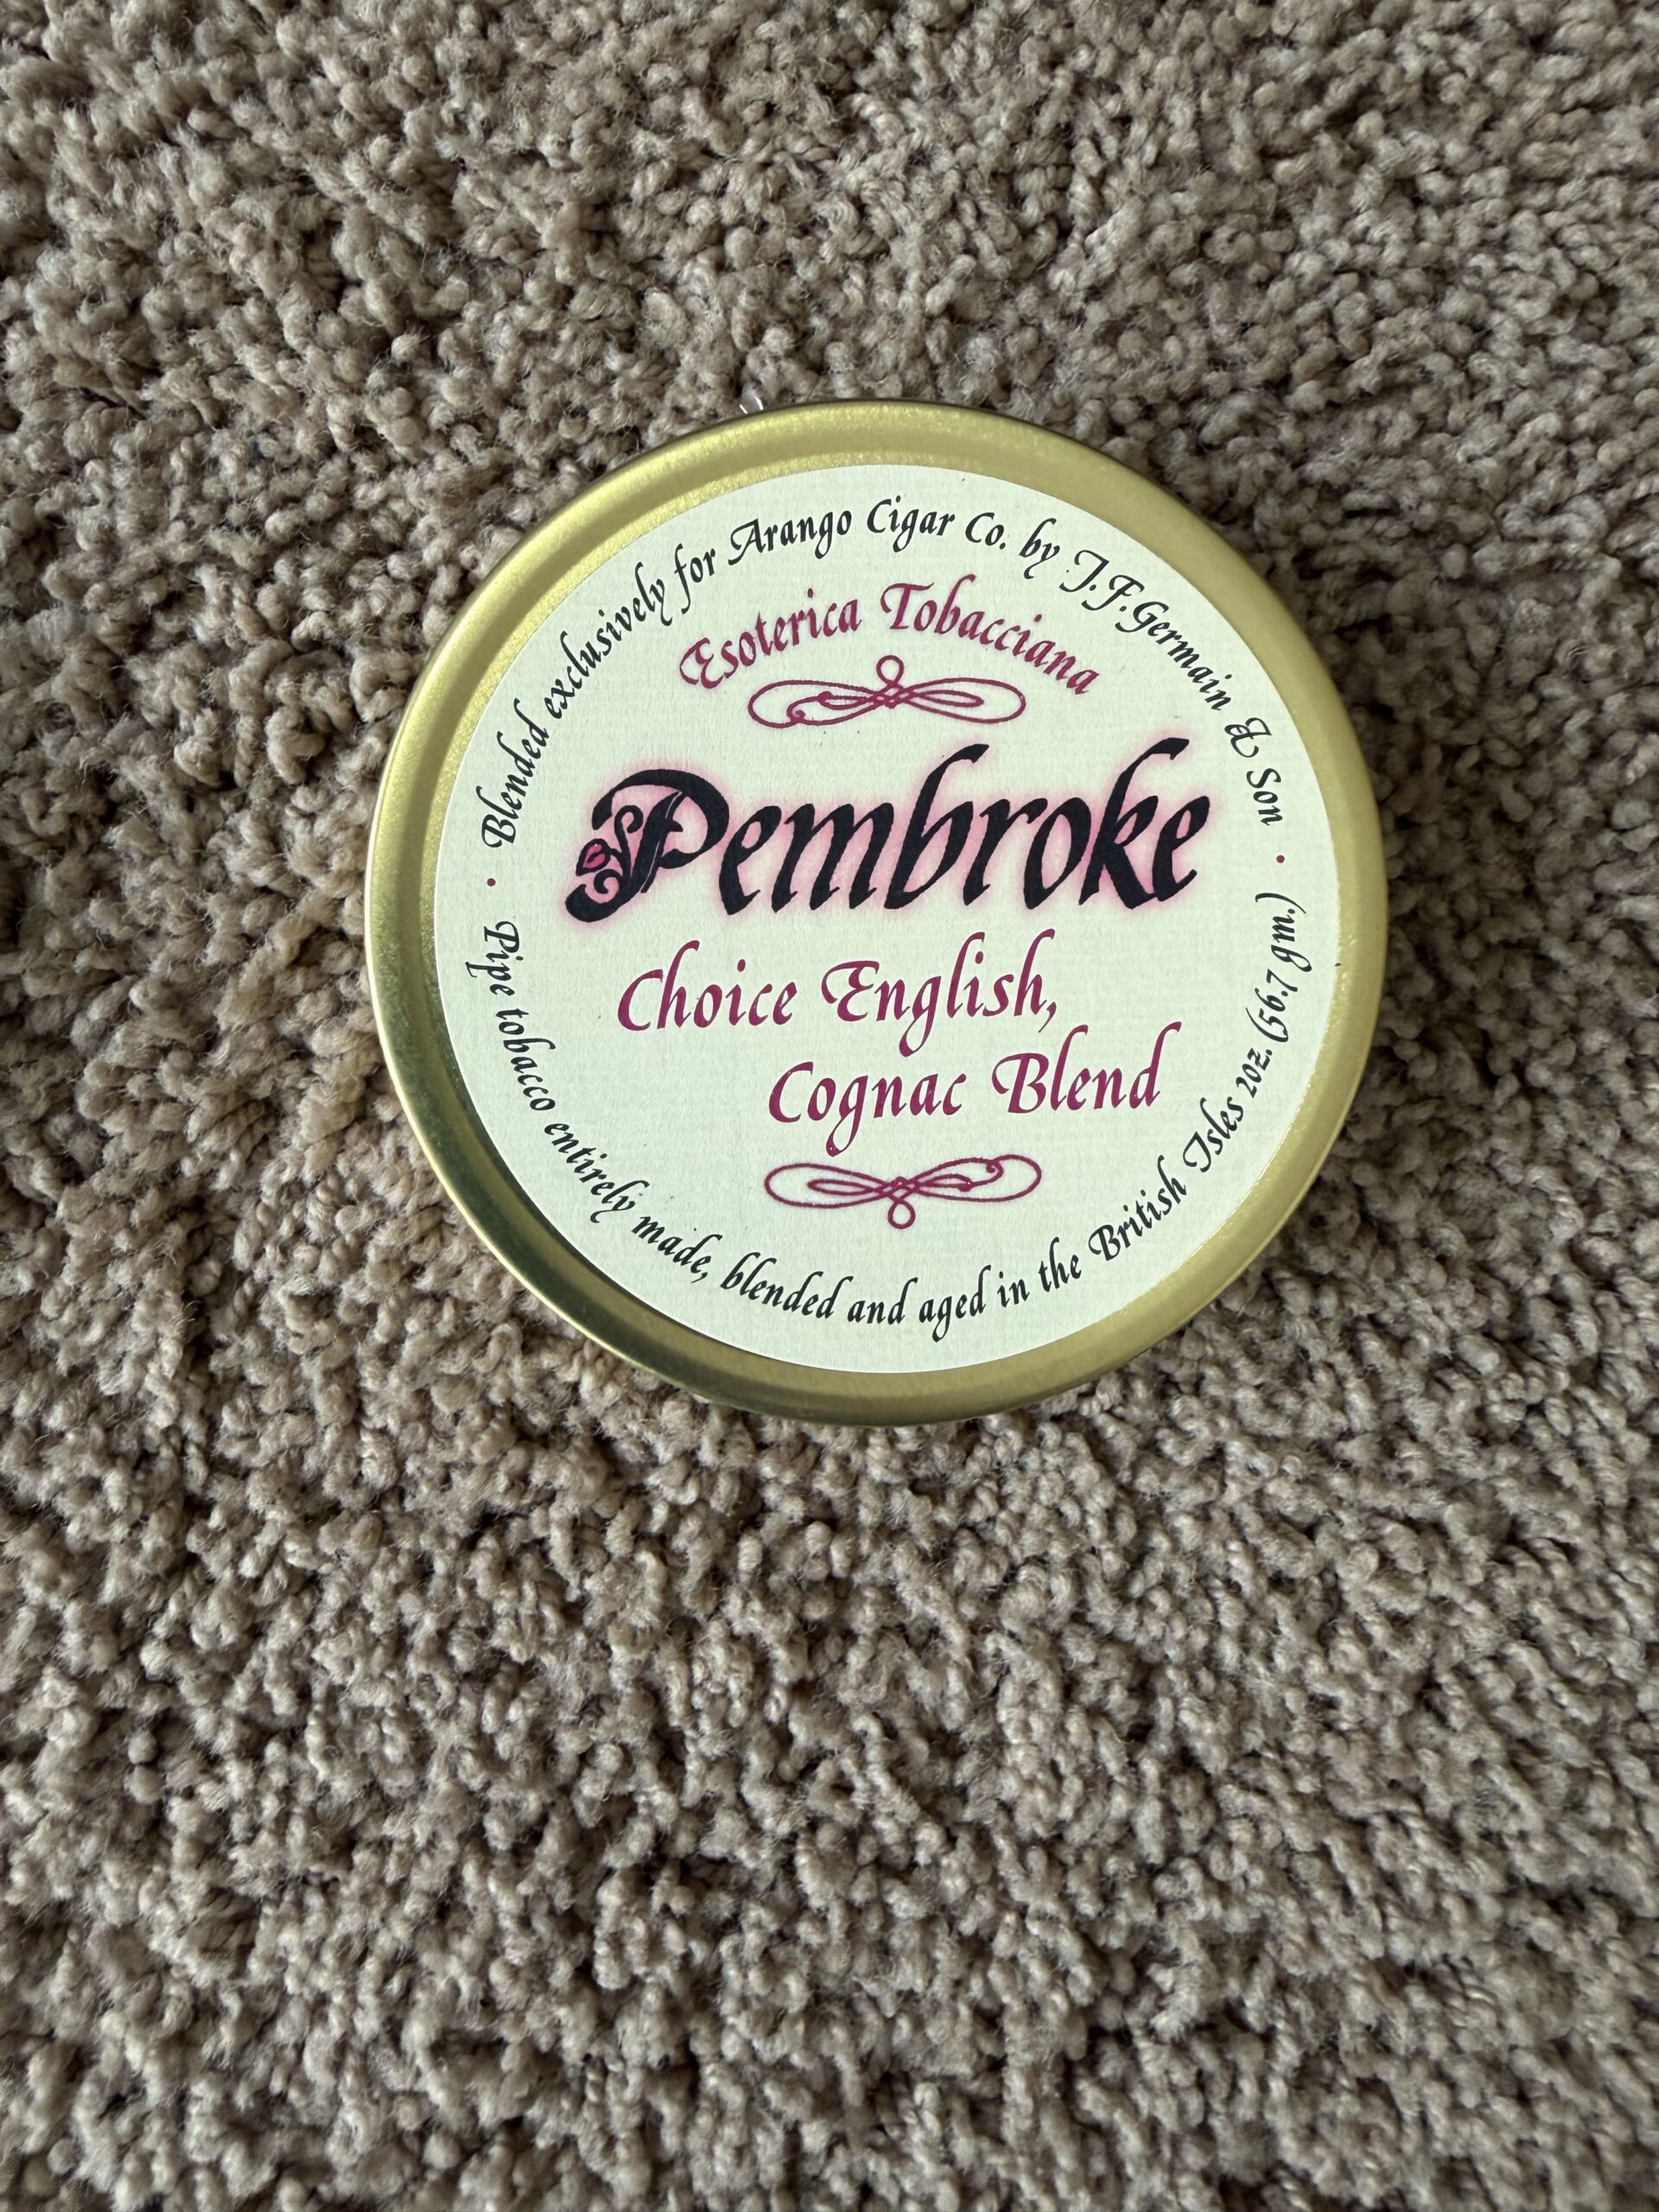 Blended exclusively for Arango Cigar Co. by J.F.Germain & Son
Esoterica Tobacciana
Pembroke
Choice English,
Cognac Blend
Pipe tobacco entirely made, blended and aged in the British Isles 2oz. (56.7 gm.)